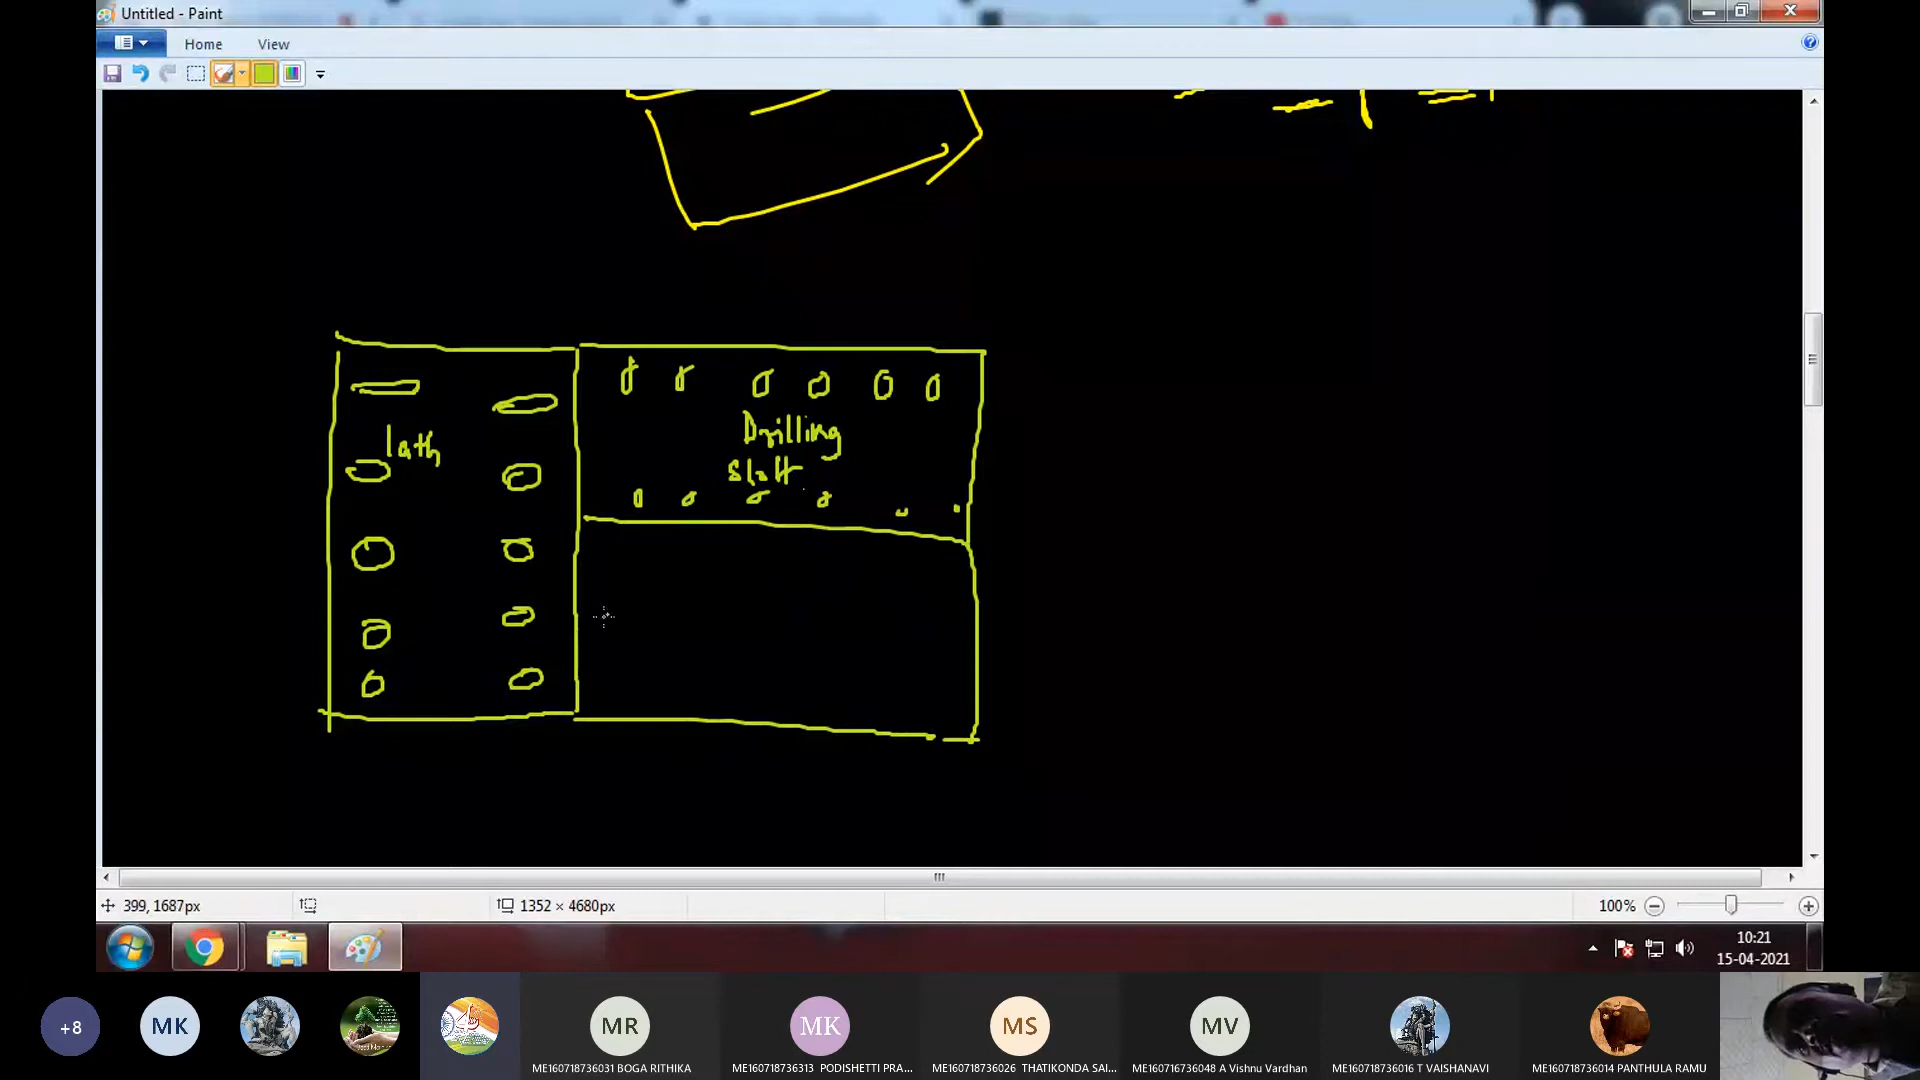 Untitled - Paint
Home View
lath
Drilling
399, 1687px
1352 × 4680px
100%
10:21
15-04-2021
+8
MK
MR
MK
MS
MV
ME160718736031 BOGA RITHIKA
ME160718736313 PODISHETTI PRA...
ME160718736026 THATIKONDA SAI...
ME160716736048 A Vishnu Vardhan
ME160718736016 T VAISHANAVI
ME160718736014 PANTHULA RAMU